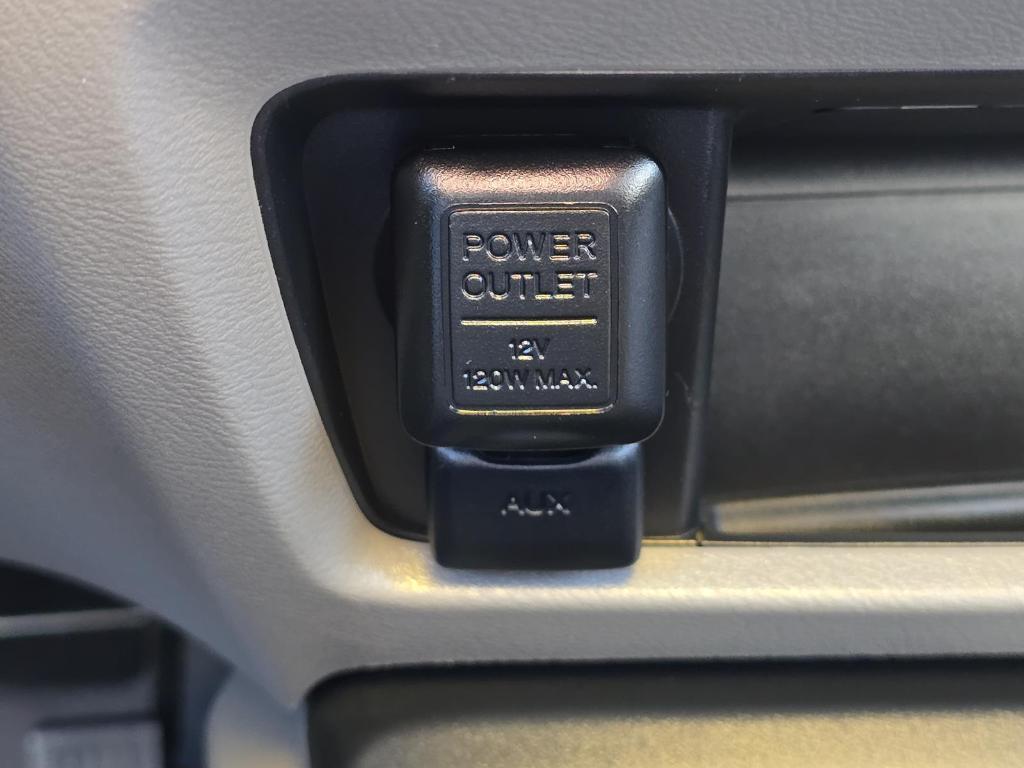 POWER
OUTLET
12V
120W MAX.
AUX